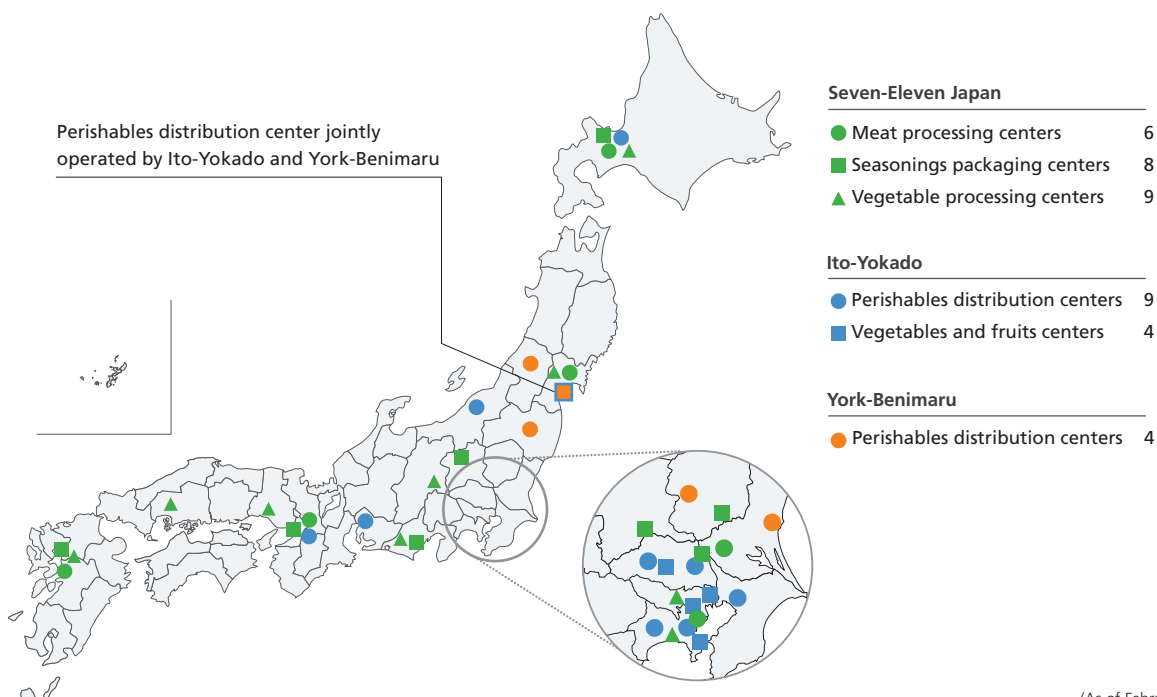 Perishables distribution center jointly
operated by Ito-Yokado and York-Benimaru
Seven-Eleven Japan
Meat processing centers 6
Seasonings packaging centers 8
Vegetable processing centers 9
Ito-Yokado
Perishables distribution centers 9
Vegetables and fruits centers 4
York-Benimaru
Perishables distribution centers 4
(As of